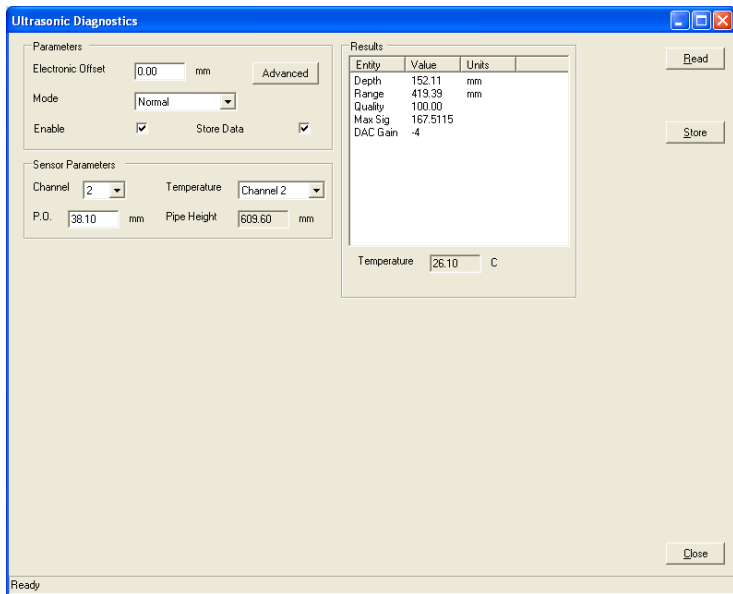 Ultrasonic Diagnostics
Parameters
Electronic Offset 0.00 mm Advanced
Mode Normal
Enable Store Data
Sensor Parameters
Channel 2 Temperature Channel 2
P.O. 38.10 mm Pipe Height 609.60 mm
Results
Entity Value Units
Depth 152.11 mm
Range 419.39 mm
Quality 100.00
Max Sig 167.5115
DAC Gain -4
Temperature 26.10 C
Read
Store
Close
Ready